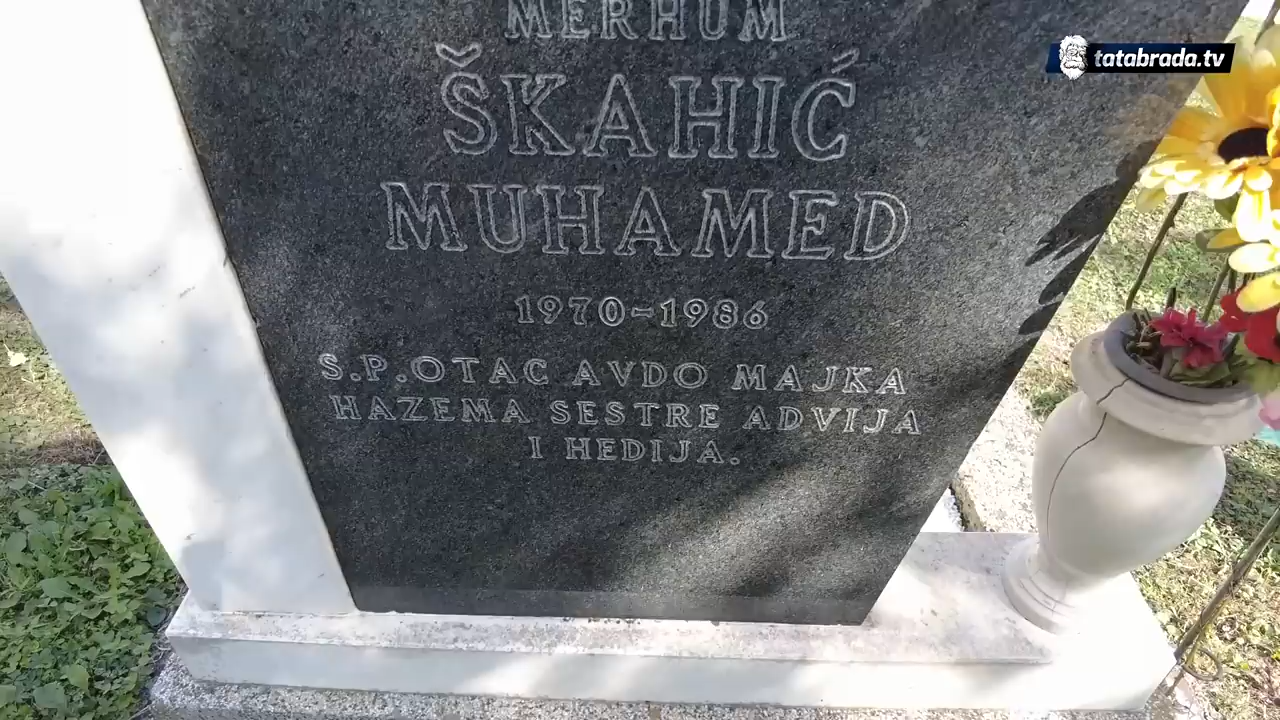 MERHUM
tatabrada.tv
ŠKAHIĆ
MUHAMED
1970-1986
S.P.OTAC AVDO MAJKA
HAZEMA SESTRE ADVIJA
I HEDIJA.